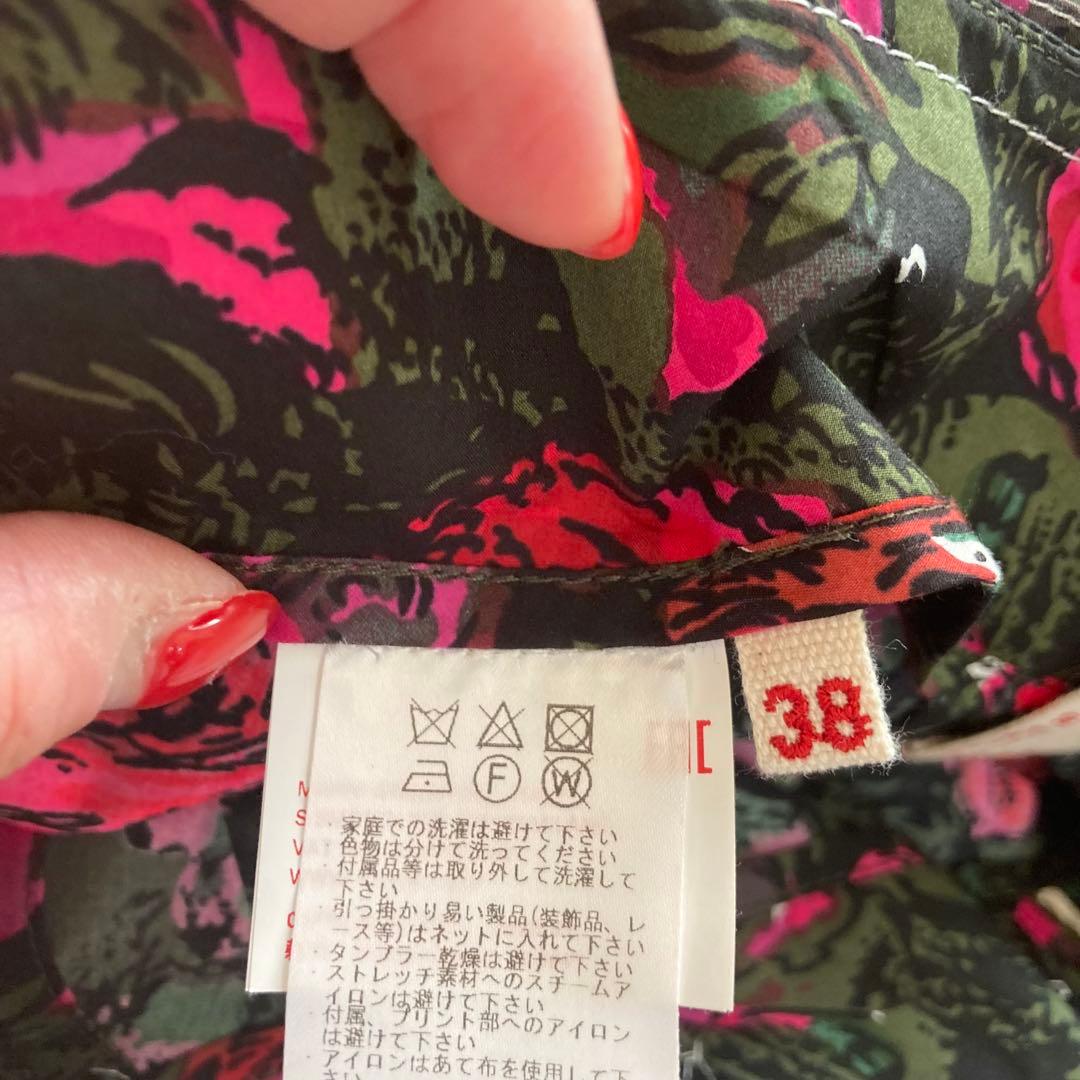 38
F
W
・家庭での洗濯は避けて下さい
・色物は分けて洗ってください
・付属品等は取り外して洗濯して
下さい
・引っ掛かり易い製品(装飾品、レ
ース等)はネットに入れて下さい
・タンブラー乾燥は避けて下さい
・ストレッチ素材へのスチームア
イロンは避けて下さい
・付属、プリント部へのアイロン
は避けて下さい
・アイロンはあて布を使用して下
さい